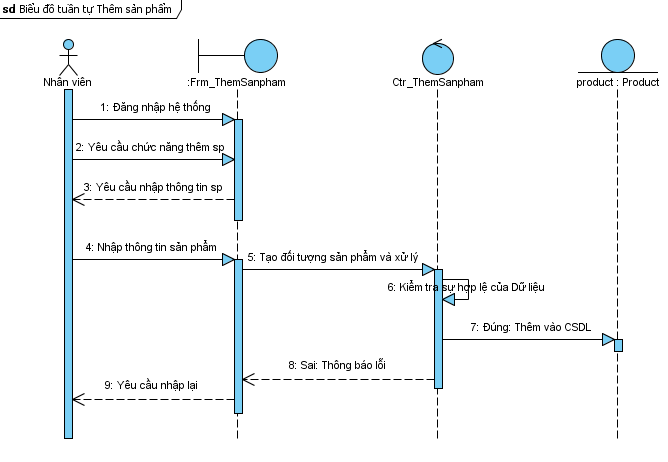 sd Biểu đồ tuần tự Thêm sản phẩm
Nhân viên
:Frm_ThemSanpham
Ctr_ThemSanpham
product : Product
1: Đăng nhập hệ thống
2: Yêu cầu chức năng thêm sp
3: Yêu cầu nhập thông tin sp
4: Nhập thông tin sản phẩm
5: Tạo đối tượng sản phẩm và xử lý
6: Kiểm tra sự hợp lệ của Dữ liệu
7: Đúng: Thêm vào CSDL
8: Sai: Thông báo lỗi
9: Yêu cầu nhập lại